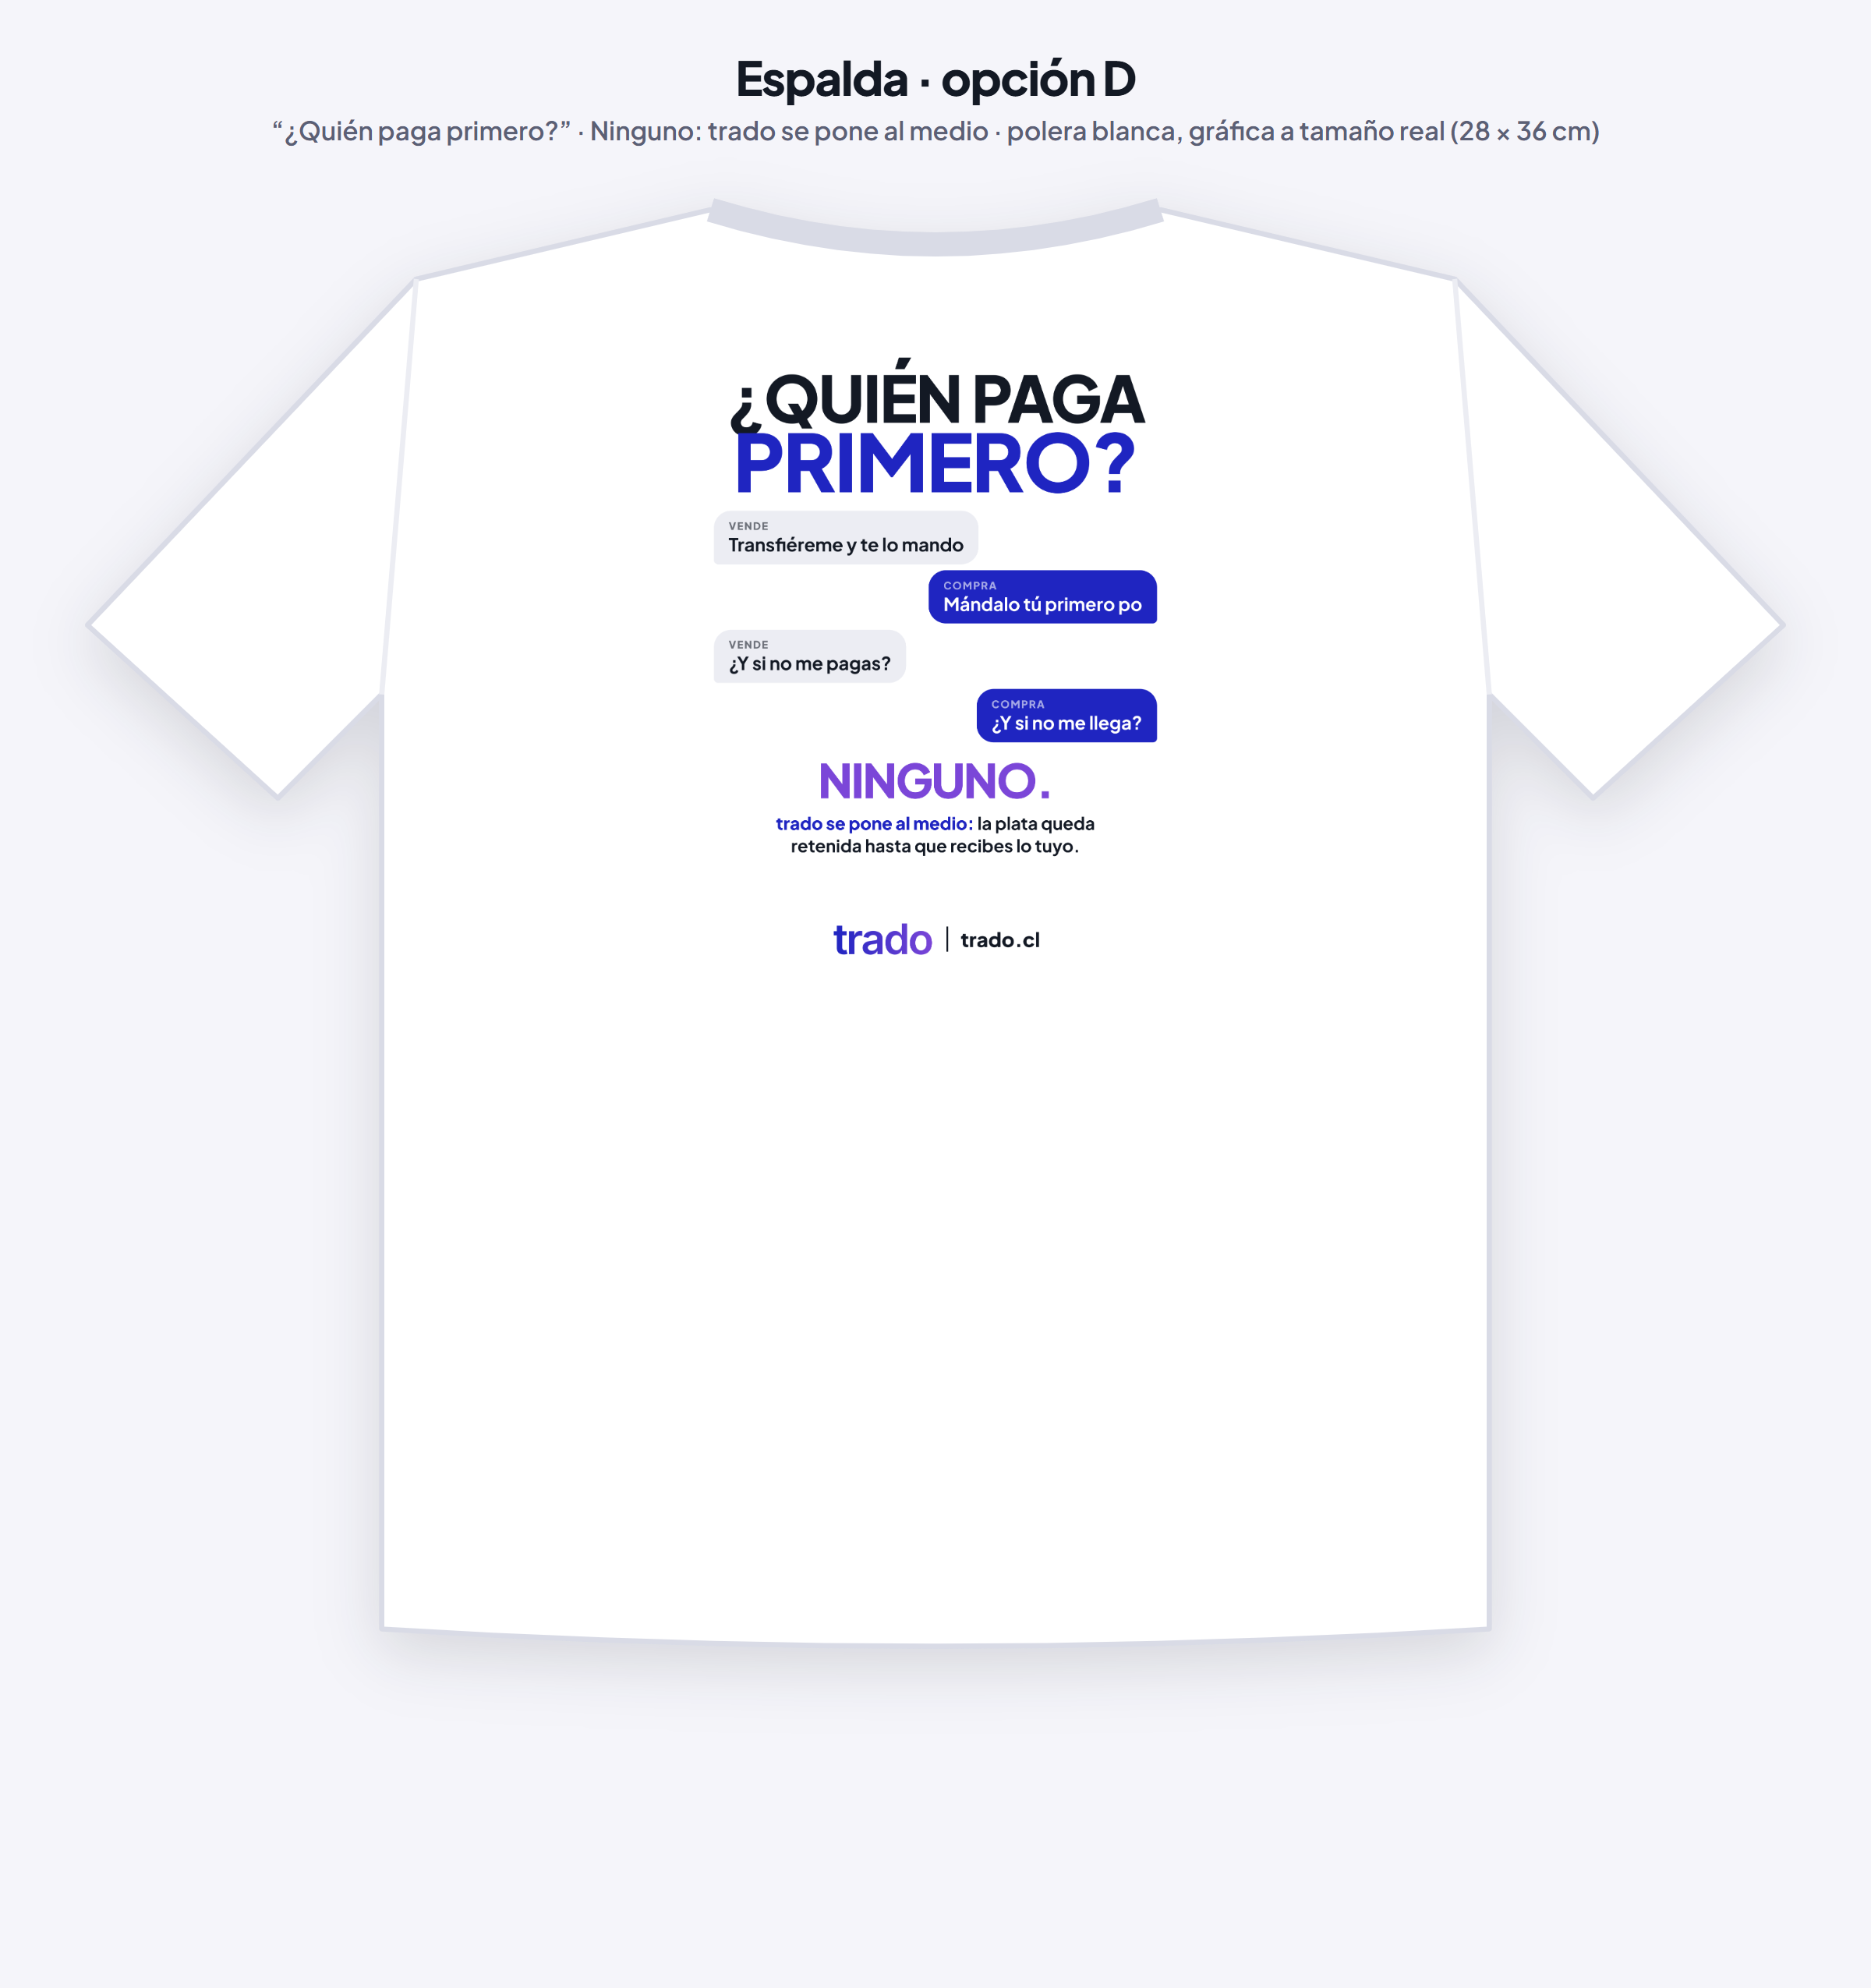 Espalda · opción D
“¿Quién paga primero?” · Ninguno: trado se pone al medio · polera blanca, gráfica a tamaño real (28 × 36 cm)
¿QUIÉN PAGA
PRIMERO?
VENDE
Transfiéreme y te lo mando
COMPRA
Mándalo tú primero po
VENDE
¿Y si no me pagas?
COMPRA
¿Y si no me llega?
NINGUNO.
trado se pone al medio: la plata queda
retenida hasta que recibes lo tuyo.
trado | trado.cl